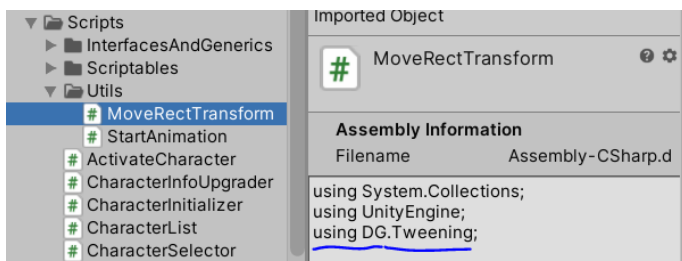 Scripts
InterfacesAndGenerics
Scriptables
Utils
MoveRectTransform
StartAnimation
ActivateCharacter
CharacterInfoUpgrader
CharacterInitializer
CharacterList
CharacterSelector
Imported Object
MoveRectTransform
Assembly Information
Filename Assembly-CSharp.d
using System.Collections;
using UnityEngine;
using DG.Tweening;